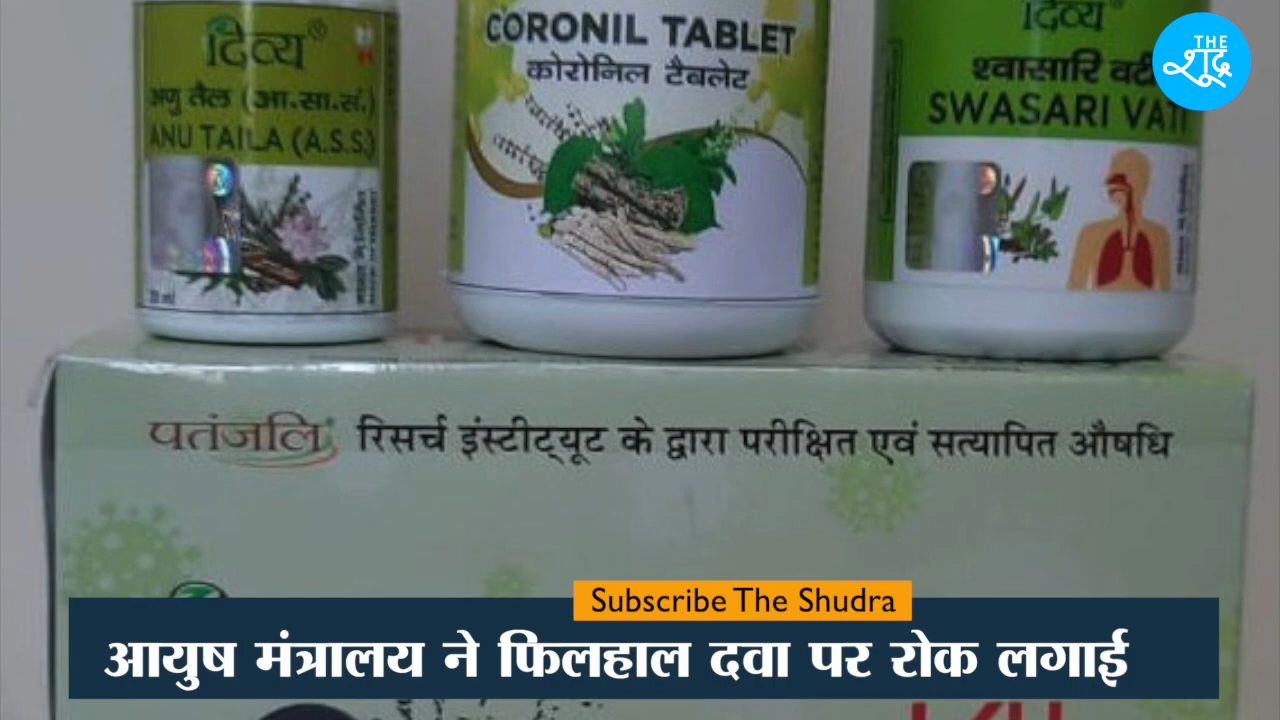 दिव्य®
अणु तैल (आ.सा.सं.)
ANU TAILA (A.S.S.)
CORONIL TABLET
कोरोनिल टैबलेट
दिव्य®
श्वासारि वटी
SWASARI VATI
THE
शूद्र
पतंजलि® रिसर्च इंस्टीट्यूट के द्वारा परीक्षित एवं सत्यापित औषधि
Subscribe The Shudra
आयुष मंत्रालय ने फिलहाल दवा पर रोक लगाई